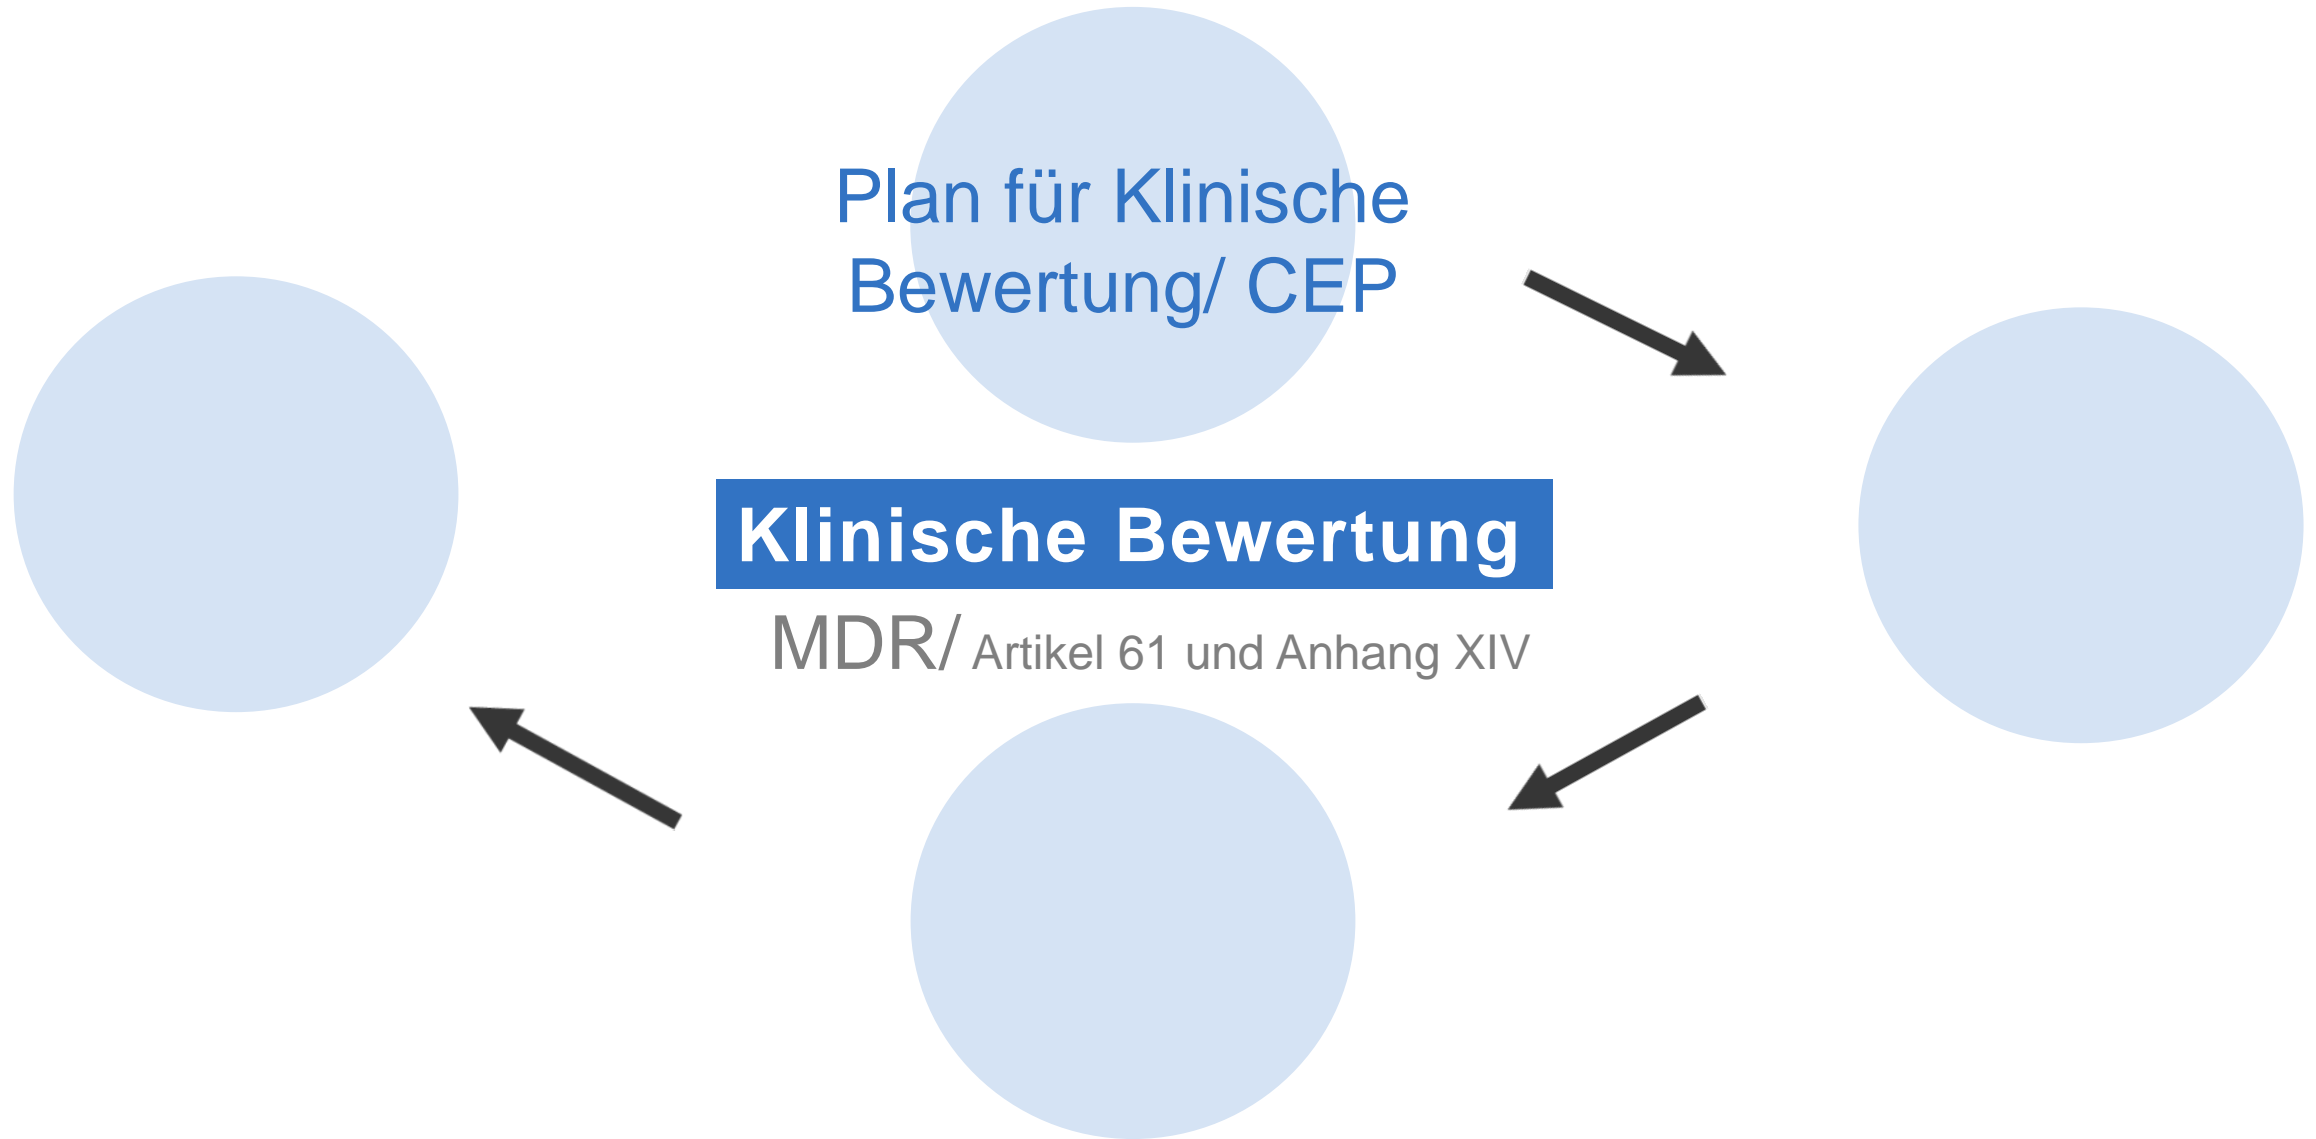 Plan für Klinische
Bewertung/ CEP
Klinische Bewertung
MDR/ Artikel 61 und Anhang XIV